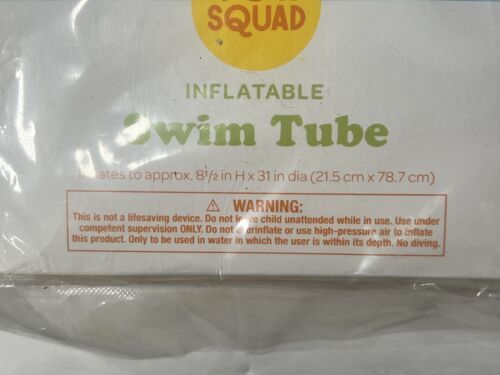 SQUAD
INFLATABLE
Swim Tube
Inflates to approx. 8 1/2 in H x 31 in dia (21.5 cm x 78.7 cm)
⚠ WARNING:
This is not a lifesaving device. Do not leave child unattended while in use. Use under
competent supervision ONLY. Do not overinflate or use high-pressure air to inflate
this product. Only to be used in water in which the user is within its depth. No diving.